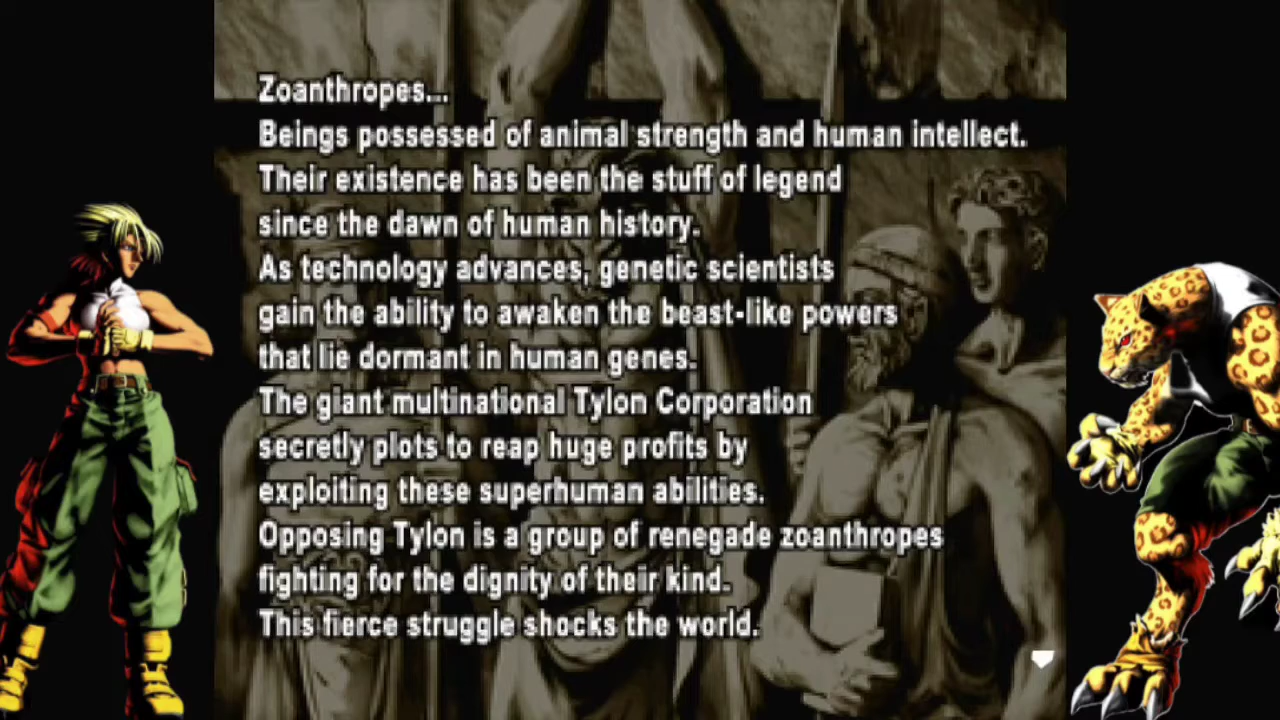 Zoanthropes...
Beings possessed of animal strength and human intellect.
Their existence has been the stuff of legend
since the dawn of human history.
As technology advances, genetic scientists
gain the ability to awaken the beast-like powers
that lie dormant in human genes.
The giant multinational Tylon Corporation
secretly plots to reap huge profits by
exploiting these superhuman abilities.
Opposing Tylon is a group of renegade zoanthropes
fighting for the dignity of their kind.
This fierce struggle shocks the world.